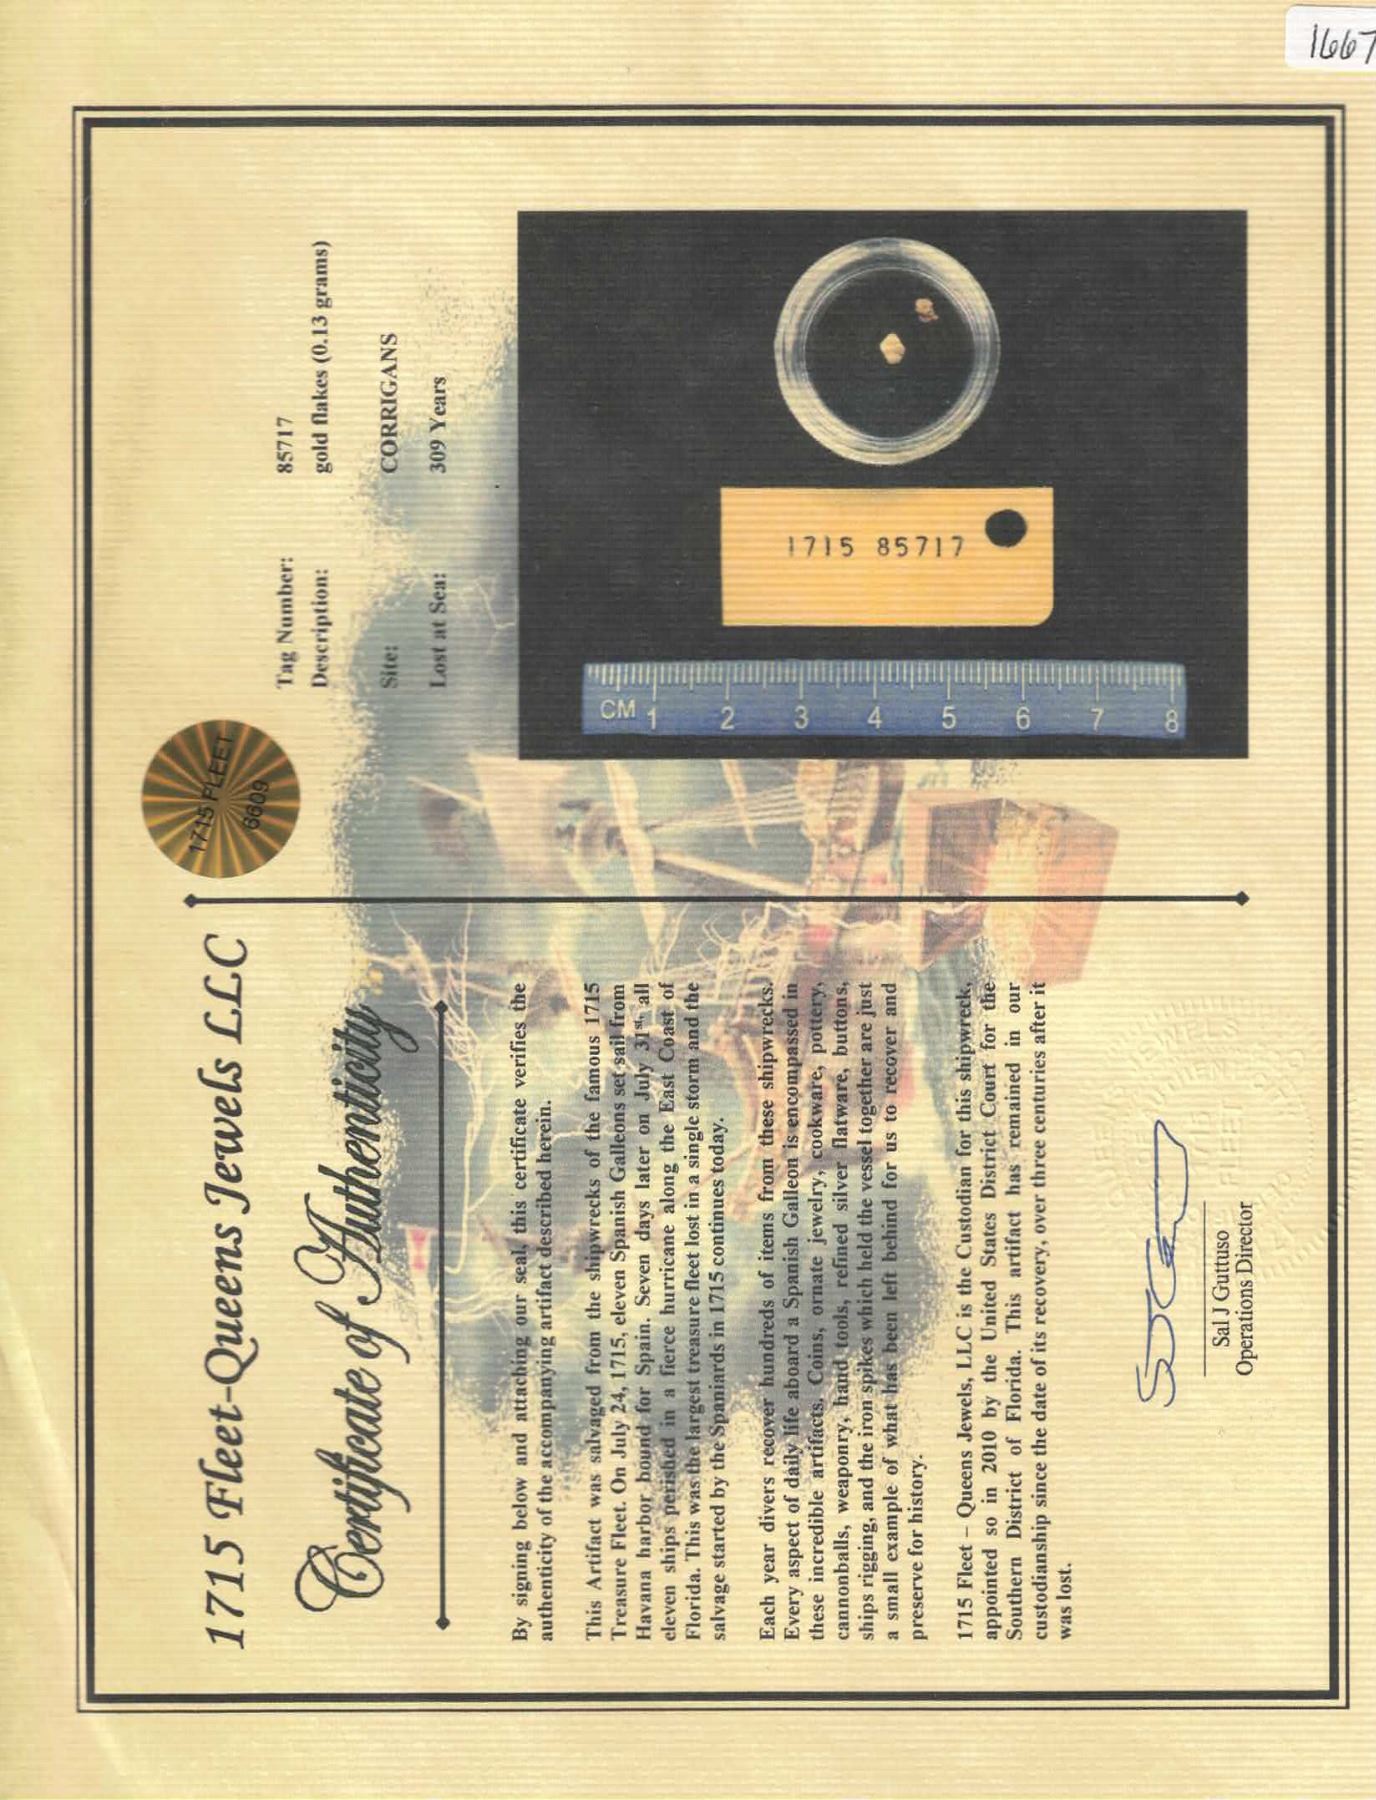 1667
1715 Fleet-Queens Jewels LLC
Certificate of Authenticity
By signing below and attaching our seal, this certificate verifies the
authenticity of the accompanying artifact described herein.
This Artifact was salvaged from the shipwrecks of the famous 1715
Treasure Fleet. On July 24, 1715, eleven Spanish Galleons set sail from
Havana harbor bound for Spain. Seven days later on July 31st, all
eleven ships perished in a fierce hurricane along the East Coast of
Florida. This was the largest treasure fleet lost in a single storm and the
salvage started by the Spaniards in 1715 continues today.
Each year divers recover hundreds of items from these shipwrecks.
Every aspect of daily life aboard a Spanish Galleon is encompassed in
these incredible artifacts. Coins, ornate jewelry, cookware, pottery,
cannonballs, weaponry, hand tools, refined silver flatware, buttons,
ships rigging, and the iron spikes which held the vessel together are just
a small example of what has been left behind for us to recover and
preserve for history.
1715 Fleet – Queens Jewels, LLC is the Custodian for this shipwreck,
appointed so in 2010 by the United States District Court for the
Southern District of Florida. This artifact has remained in our
custodianship since the date of its recovery, over three centuries after it
was lost.
Sal J Guttuso
Operations Director
1715 FLEET
6609
Tag Number: 85717
Description: gold flakes (0.13 grams)
Site: CORRIGANS
Lost at Sea: 309 Years
CM 1 2 3 4 5 6 7 8
1715 85717